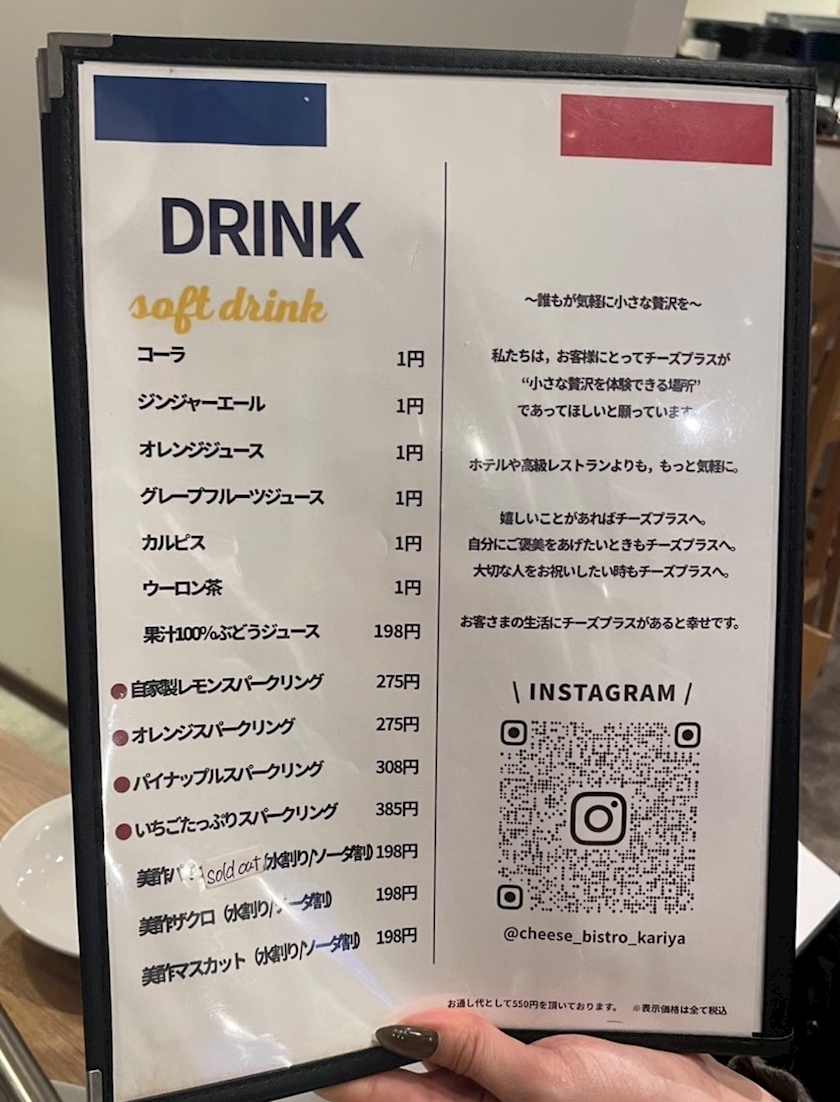 DRINK
soft drink
コーラ 1円
ジンジャーエール 1円
オレンジジュース 1円
グレープフルーツジュース 1円
カルピス 1円
ウーロン茶 1円
果汁100%ぶどうジュース 198円
自家製レモンスパークリング 275円
オレンジスパークリング 275円
パイナップルスパークリング 308円
いちごたっぷりスパークリング 385円
美酢 sold out (水割り/ソーダ割) 198円
美酢ザクロ (水割り/ソーダ割) 198円
美酢マスカット (水割り/ソーダ割) 198円
〜誰もが気軽に小さな贅沢を〜
私たちは，お客様にとってチーズプラスが
“小さな贅沢を体験できる場所”
であってほしいと願っています
ホテルや高級レストランよりも，もっと気軽に。
嬉しいことがあればチーズプラスへ。
自分にご褒美をあげたいときもチーズプラスへ。
大切な人をお祝いしたい時もチーズプラスへ。
お客さまの生活にチーズプラスがあると幸せです。
\ INSTAGRAM /
@cheese_bistro_kariya
お通し代として550円を頂いております。 ※表示価格は全て税込